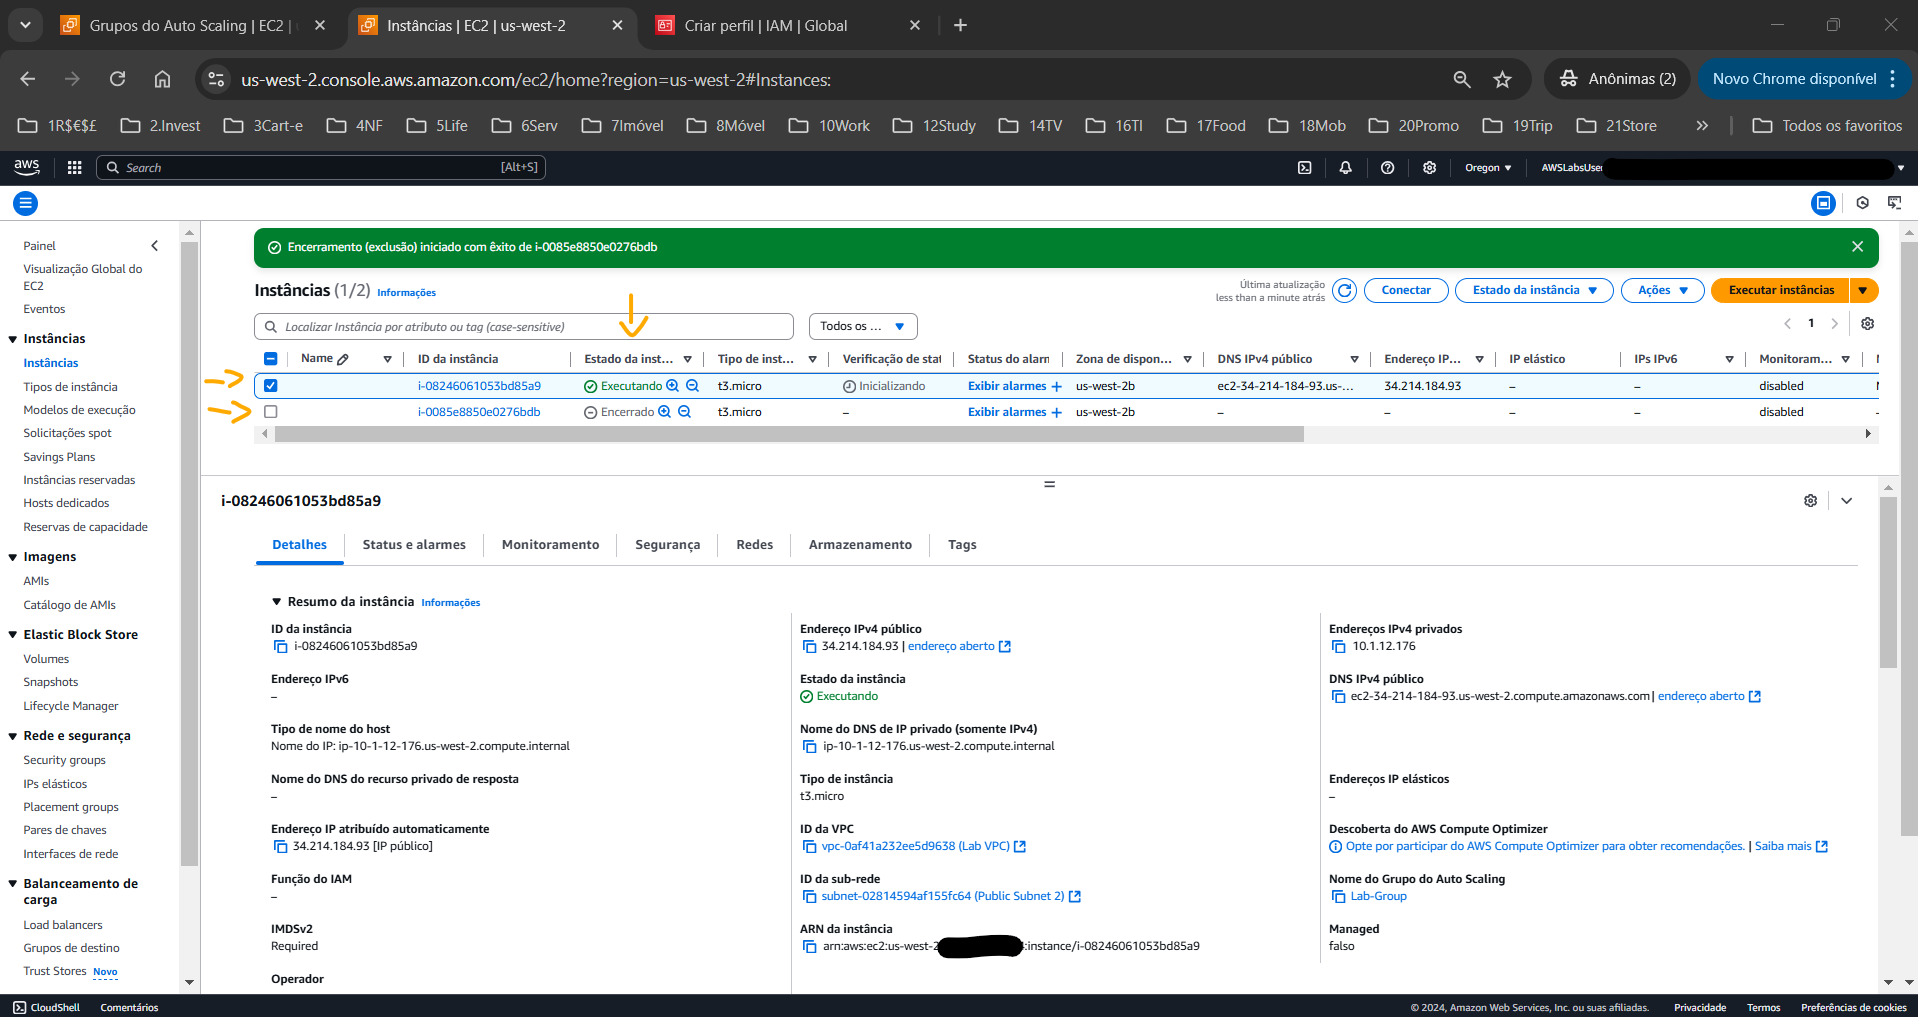 Grupos do Auto Scaling | EC2 |
Instâncias | EC2 | us-west-2
Criar perfil | IAM | Global
us-west-2.console.aws.amazon.com/ec2/home?region=us-west-2#Instances:
Anônimas (2)
Novo Chrome disponível
1R$€$£ 2.Invest 3Cart-e 4NF 5Life 6Serv 7Imóvel 8Móvel 10Work 12Study 14TV 16TI 17Food 18Mob 20Promo 19Trip 21Store » Todos os favoritos
aws Search [Alt+S] Oregon AWSLabsUser
Painel
Visualização Global do
EC2
Eventos
Instâncias
Instâncias
Tipos de instância
Modelos de execução
Solicitações spot
Savings Plans
Instâncias reservadas
Hosts dedicados
Reservas de capacidade
Imagens
AMIs
Catálogo de AMIs
Elastic Block Store
Volumes
Snapshots
Lifecycle Manager
Rede e segurança
Security groups
IPs elásticos
Placement groups
Pares de chaves
Interfaces de rede
Balanceamento de
carga
Load balancers
Grupos de destino
Trust Stores Novo
Encerramento (exclusão) iniciado com êxito de i-0085e8850e0276bdb
Instâncias (1/2) Informações
Última atualização
less than a minute atrás
Conectar Estado da instância Ações Executar instâncias
Localizar Instância por atributo ou tag (case-sensitive) Todos os ... 1
Name ID da instância Estado da inst... Tipo de inst... Verificação de stat Status do alarn Zona de dispon... DNS IPv4 público Endereço IP... IP elástico IPs IPv6 Monitoram...
i-08246061053bd85a9 Executando t3.micro Inicializando Exibir alarmes + us-west-2b ec2-34-214-184-93.us-... 34.214.184.93 – – disabled
i-0085e8850e0276bdb Encerrado t3.micro – Exibir alarmes + us-west-2b – – – – disabled –
i-08246061053bd85a9
Detalhes Status e alarmes Monitoramento Segurança Redes Armazenamento Tags
Resumo da instância Informações
ID da instância
i-08246061053bd85a9
Endereço IPv4 público
34.214.184.93 | endereço aberto
Endereços IPv4 privados
10.1.12.176
Endereço IPv6
–
Estado da instância
Executando
DNS IPv4 público
ec2-34-214-184-93.us-west-2.compute.amazonaws.com | endereço aberto
Tipo de nome do host
Nome do IP: ip-10-1-12-176.us-west-2.compute.internal
Nome do DNS de IP privado (somente IPv4)
ip-10-1-12-176.us-west-2.compute.internal
Nome do DNS do recurso privado de resposta
–
Tipo de instância
t3.micro
Endereços IP elásticos
–
Endereço IP atribuído automaticamente
34.214.184.93 [IP público]
ID da VPC
vpc-0af41a232ee5d9638 (Lab VPC)
Descoberta do AWS Compute Optimizer
Opte por participar do AWS Compute Optimizer para obter recomendações. | Saiba mais
Função do IAM
–
ID da sub-rede
subnet-02814594af155fc64 (Public Subnet 2)
Nome do Grupo do Auto Scaling
Lab-Group
IMDSv2
Required
ARN da instância
arn:aws:ec2:us-west-2 :instance/i-08246061053bd85a9
Managed
falso
Operador
CloudShell Comentários © 2024, Amazon Web Services, Inc. ou suas afiliadas. Privacidade Termos Preferências de cookies